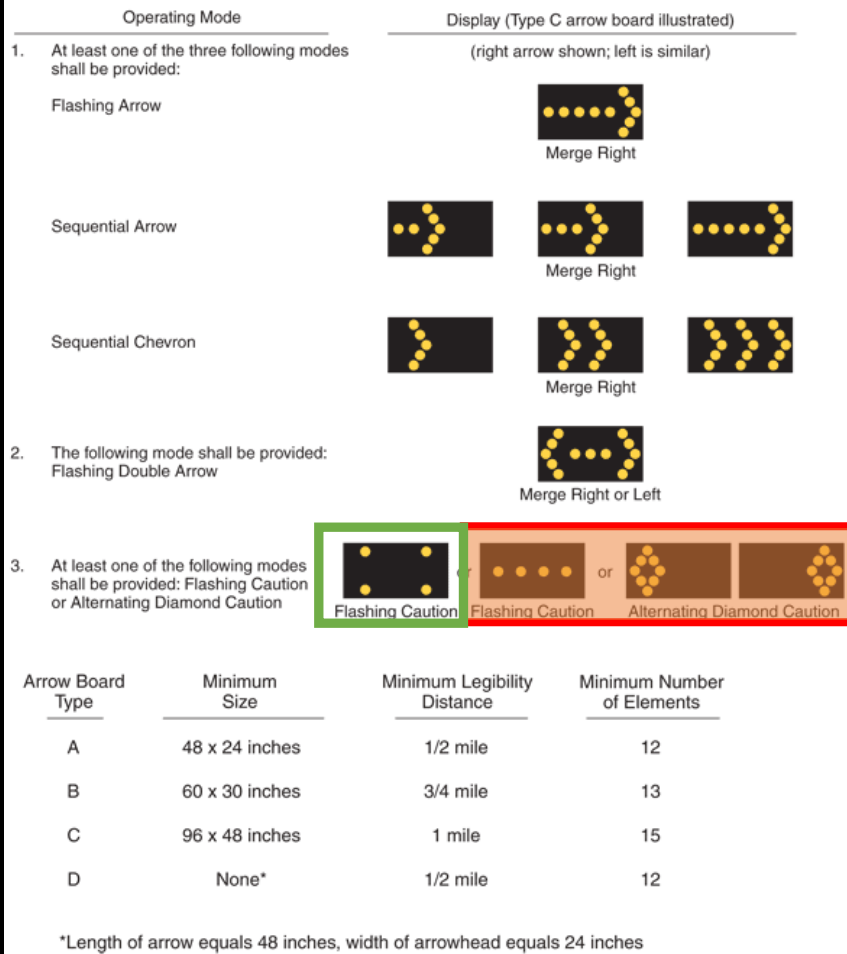 Operating Mode
Display (Type C arrow board illustrated)
1. At least one of the three following modes
shall be provided:
(right arrow shown; left is similar)
Flashing Arrow
Merge Right
Sequential Arrow
Merge Right
Sequential Chevron
Merge Right
2. The following mode shall be provided:
Flashing Double Arrow
Merge Right or Left
3. At least one of the following modes
shall be provided: Flashing Caution
or Alternating Diamond Caution
or or
Flashing Caution Flashing Caution Alternating Diamond Caution
Arrow Board Minimum Minimum Legibility Minimum Number
Type Size Distance of Elements
A 48 x 24 inches 1/2 mile 12
B 60 x 30 inches 3/4 mile 13
C 96 x 48 inches 1 mile 15
D None* 1/2 mile 12
*Length of arrow equals 48 inches, width of arrowhead equals 24 inches